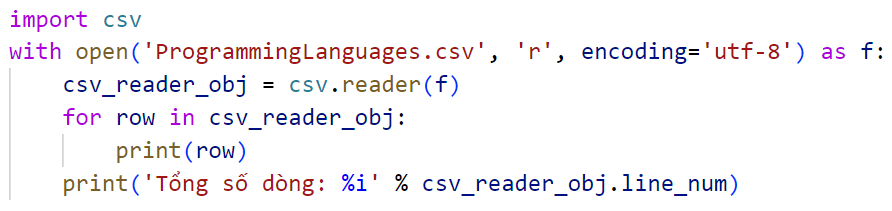 import csv
with open('ProgrammingLanguages.csv', 'r', encoding='utf-8') as f:
    csv_reader_obj = csv.reader(f)
    for row in csv_reader_obj:
        print(row)
    print('Tổng số dòng: %i' % csv_reader_obj.line_num)